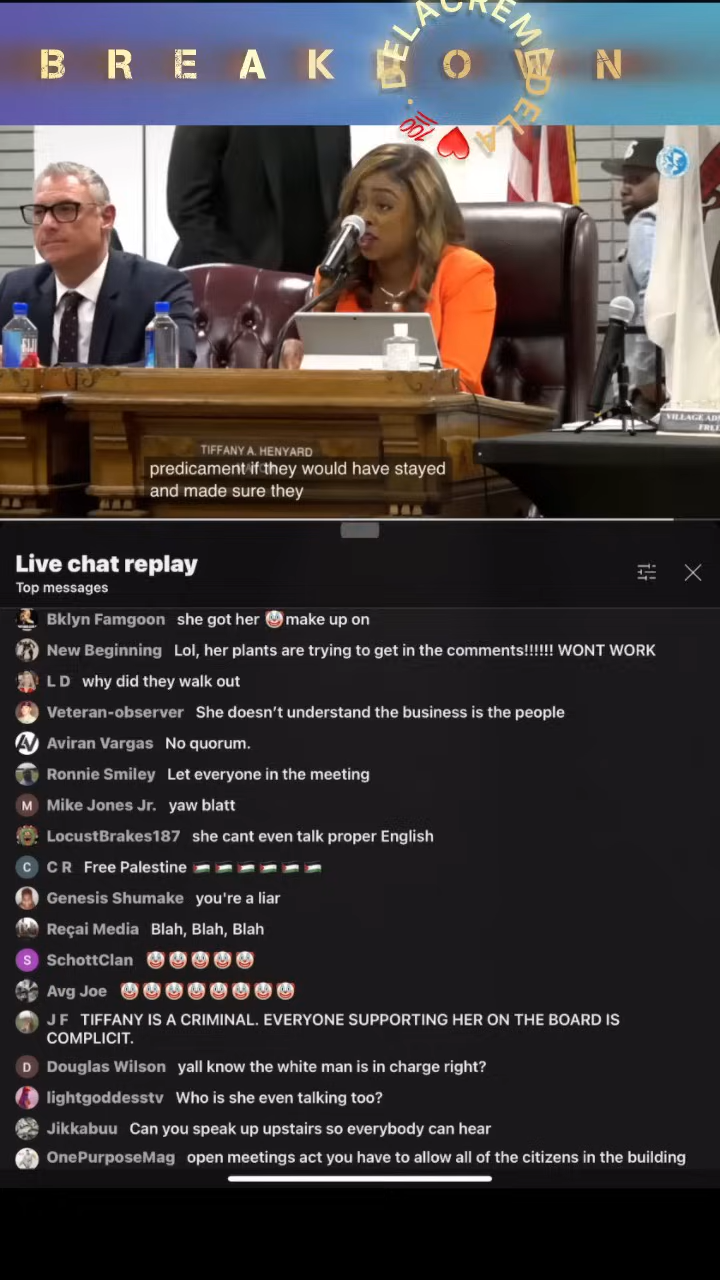 BREAKDOWN
DELACREMEDELA
100
TIFFANY A. HENYARD
predicament if they would have stayed
and made sure they
Live chat replay
Top messages
Bklyn Famgoon she got her 🤡make up on
New Beginning Lol, her plants are trying to get in the comments!!!!!! WONT WORK
L D why did they walk out
Veteran-observer She doesn't understand the business is the people
Aviran Vargas No quorum.
Ronnie Smiley Let everyone in the meeting
M Mike Jones Jr. yaw blatt
LocustBrakes187 she cant even talk proper English
C C R Free Palestine 🇵🇸🇵🇸🇵🇸🇵🇸🇵🇸🇵🇸
Genesis Shumake you're a liar
Reçai Media Blah, Blah, Blah
S SchottClan 🤡🤡🤡🤡🤡
Avg Joe 🤡🤡🤡🤡🤡🤡🤡🤡
J F TIFFANY IS A CRIMINAL. EVERYONE SUPPORTING HER ON THE BOARD IS
COMPLICIT.
D Douglas Wilson yall know the white man is in charge right?
lightgoddesstv Who is she even talking too?
Jikkabuu Can you speak up upstairs so everybody can hear
OnePurposeMag open meetings act you have to allow all of the citizens in the building